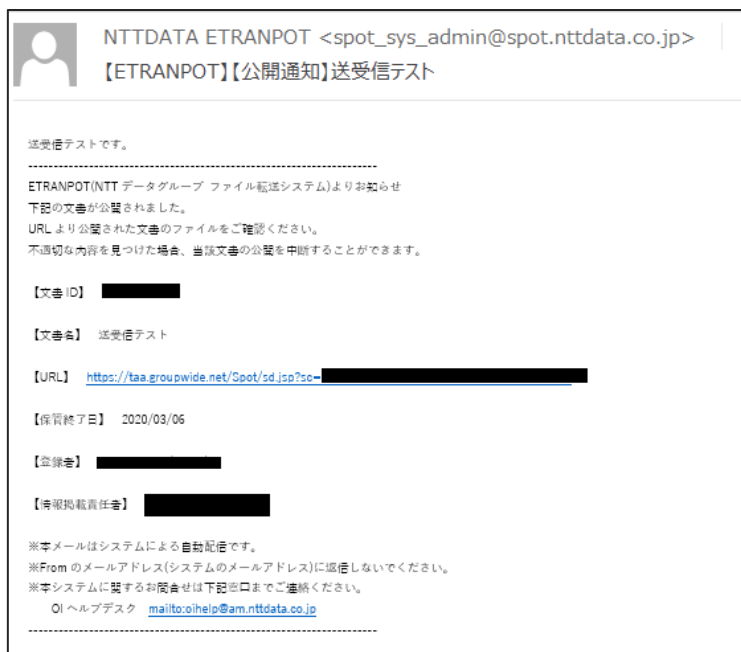 NTTDATA ETRANPOT <spot_sys_admin@spot.nttdata.co.jp>
【ETRANPOT】【公開通知】送受信テスト
送受信テストです。
----------------------------------------------------------------------
ETRANPOT(NTT データグループ ファイル転送システム)よりお知らせ
下記の文書が公開されました。
URL より公開された文書のファイルをご確認ください。
不適切な内容を見つけた場合、当該文書の公開を中断することができます。
【文書 ID】
【文書名】 送受信テスト
【URL】 https://taa.groupwide.net/Spot/sd.jsp?sc=
【保管終了日】 2020/03/06
【登録者】
【情報掲載責任者】
※本メールはシステムによる自動配信です。
※From のメールアドレス(システムのメールアドレス)に返信しないでください。
※本システムに関するお問合せは下記窓口までご連絡ください。
OI ヘルプデスク mailto:oihelp@am.nttdata.co.jp
----------------------------------------------------------------------